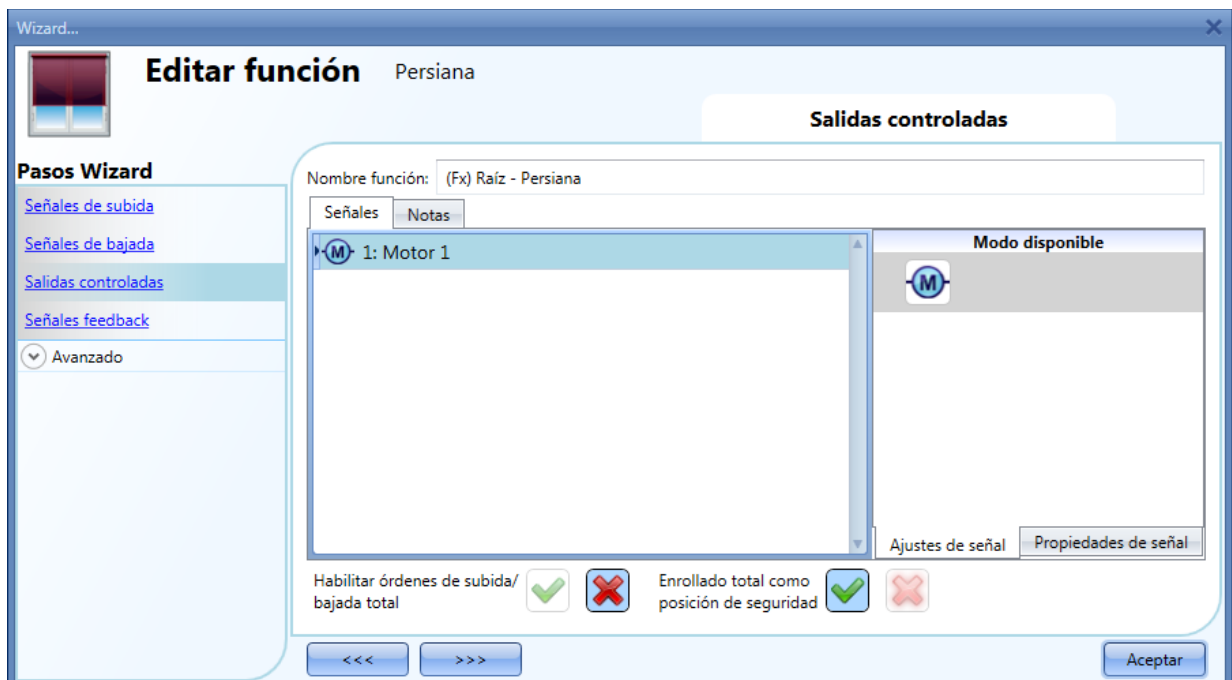 Wizard...
Editar función Persiana
Salidas controladas
Pasos Wizard
Señales de subida
Señales de bajada
Salidas controladas
Señales feedback
Avanzado
Nombre función: (Fx) Raíz - Persiana
Señales Notas
M 1: Motor 1
Modo disponible
M
Ajustes de señal Propiedades de señal
Habilitar órdenes de subida/
bajada total
Enrollado total como
posición de seguridad
<<< >>>
Aceptar